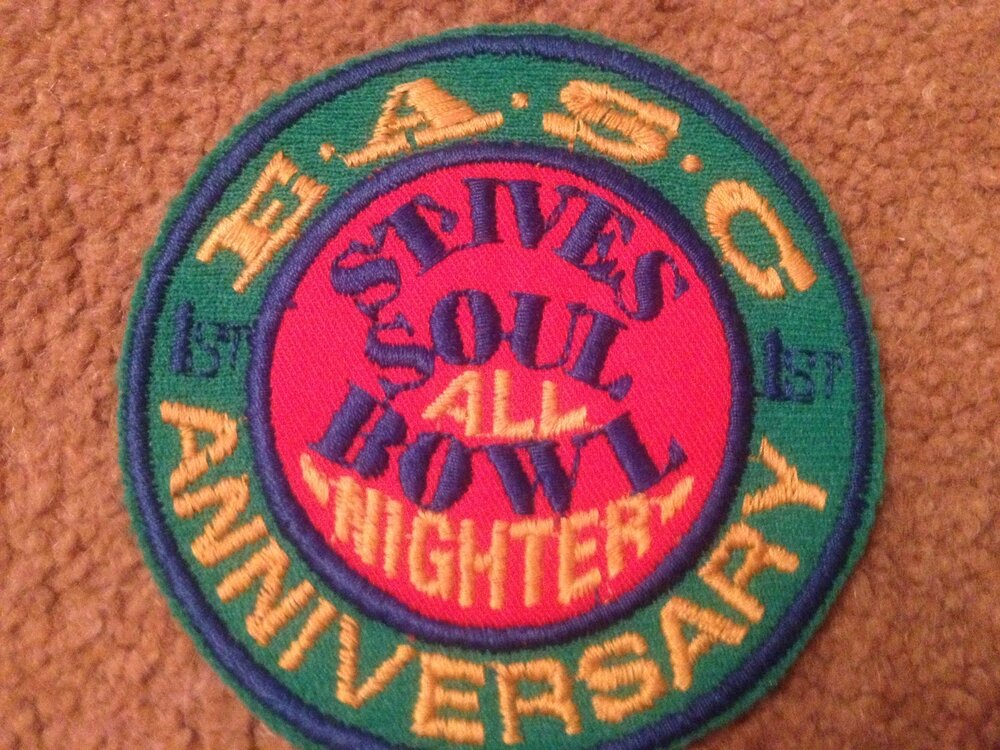 E·A·S·C
1ST 1ST
ST. IVES
SOUL
ALL
BOWL
NIGHTER
ANNIVERSARY